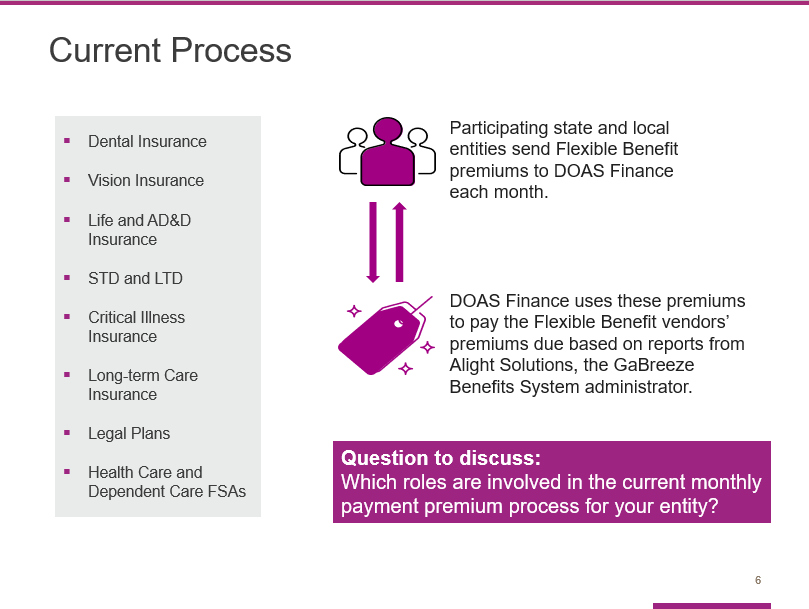 Current Process
Dental Insurance
Vision Insurance
Life and AD&D
Insurance
STD and LTD
Critical Illness
Insurance
Long-term Care
Insurance
Legal Plans
Health Care and
Dependent Care FSAs
Participating state and local
entities send Flexible Benefit
premiums to DOAS Finance
each month.
DOAS Finance uses these premiums
to pay the Flexible Benefit vendors’
premiums due based on reports from
Alight Solutions, the GaBreeze
Benefits System administrator.
Question to discuss:
Which roles are involved in the current monthly
payment premium process for your entity?
6